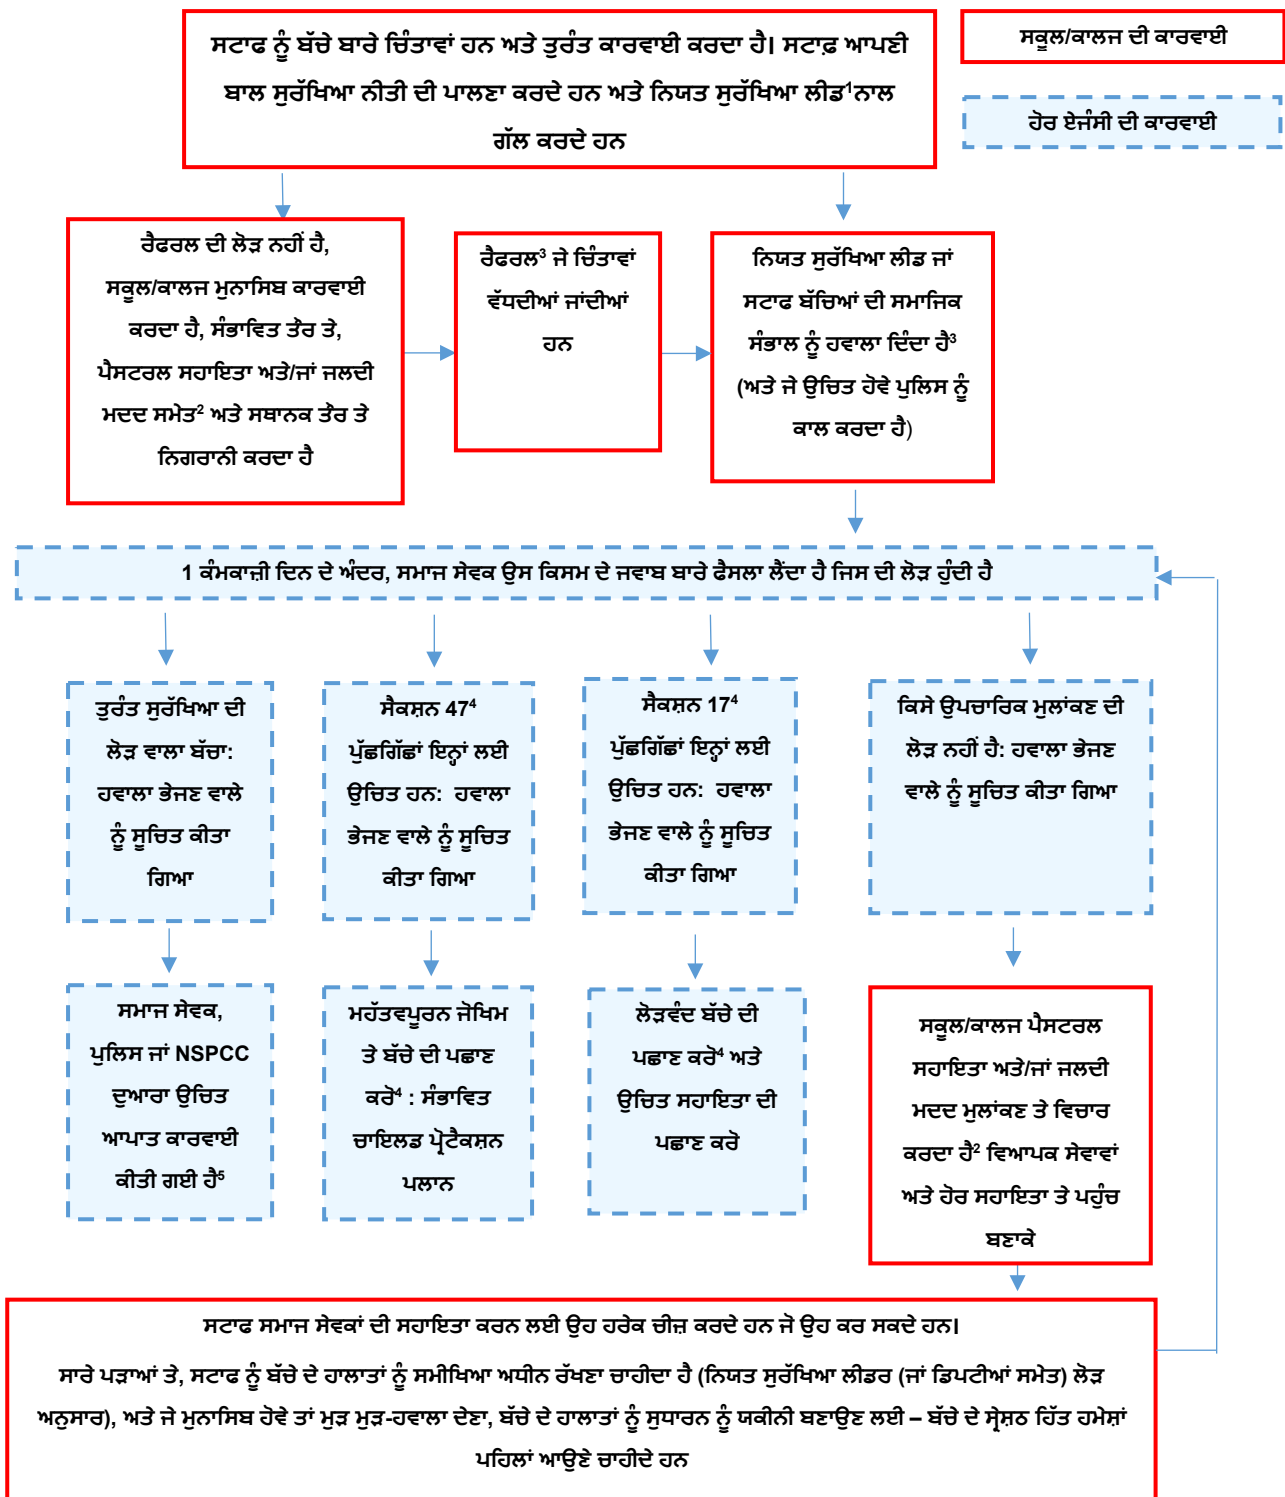 ਸਟਾਫ ਨੂੰ ਬੱਚੇ ਬਾਰੇ ਚਿੰਤਾਵਾਂ ਹਨ ਅਤੇ ਤੁਰੰਤ ਕਾਰਵਾਈ ਕਰਦਾ ਹੈ। ਸਟਾਫ਼ ਆਪਣੀ
ਬਾਲ ਸੁਰੱਖਿਆ ਨੀਤੀ ਦੀ ਪਾਲਣਾ ਕਰਦੇ ਹਨ ਅਤੇ ਨਿਯਤ ਸੁਰੱਖਿਆ ਲੀਡ¹ਨਾਲ
ਗੱਲ ਕਰਦੇ ਹਨ
ਸਕੂਲ/ਕਾਲਜ ਦੀ ਕਾਰਵਾਈ
ਹੋਰ ਏਜੰਸੀ ਦੀ ਕਾਰਵਾਈ
ਰੈਫਰਲ ਦੀ ਲੋੜ ਨਹੀਂ ਹੈ,
ਸਕੂਲ/ਕਾਲਜ ਮੁਨਾਸਿਬ ਕਾਰਵਾਈ
ਕਰਦਾ ਹੈ, ਸੰਭਾਵਿਤ ਤੌਰ ਤੇ,
ਪੈਸਟਰਲ ਸਹਾਇਤਾ ਅਤੇ/ਜਾਂ ਜਲਦੀ
ਮਦਦ ਸਮੇਤ² ਅਤੇ ਸਥਾਨਕ ਤੌਰ ਤੇ
ਨਿਗਰਾਨੀ ਕਰਦਾ ਹੈ
ਰੈਫਰਲ³ ਜੇ ਚਿੰਤਾਵਾਂ
ਵੱਧਦੀਆਂ ਜਾਂਦੀਆਂ
ਹਨ
ਨਿਯਤ ਸੁਰੱਖਿਆ ਲੀਡ ਜਾਂ
ਸਟਾਫ ਬੱਚਿਆਂ ਦੀ ਸਮਾਜਿਕ
ਸੰਭਾਲ ਨੂੰ ਹਵਾਲਾ ਦਿੰਦਾ ਹੈ³
(ਅਤੇ ਜੇ ਉਚਿਤ ਹੋਵੇ ਪੁਲਿਸ ਨੂੰ
ਕਾਲ ਕਰਦਾ ਹੈ)
1 ਕੰਮਕਾਜ਼ੀ ਦਿਨ ਦੇ ਅੰਦਰ, ਸਮਾਜ ਸੇਵਕ ਉਸ ਕਿਸਮ ਦੇ ਜਵਾਬ ਬਾਰੇ ਫੈਸਲਾ ਲੈਂਦਾ ਹੈ ਜਿਸ ਦੀ ਲੋੜ ਹੁੰਦੀ ਹੈ
ਤੁਰੰਤ ਸੁਰੱਖਿਆ ਦੀ
ਲੋੜ ਵਾਲਾ ਬੱਚਾ:
ਹਵਾਲਾ ਭੇਜਣ ਵਾਲੇ
ਨੂੰ ਸੂਚਿਤ ਕੀਤਾ
ਗਿਆ
ਸੈਕਸ਼ਨ 47⁴
ਪੁੱਛਗਿੱਛਾਂ ਇਨ੍ਹਾਂ ਲਈ
ਉਚਿਤ ਹਨ: ਹਵਾਲਾ
ਭੇਜਣ ਵਾਲੇ ਨੂੰ ਸੂਚਿਤ
ਕੀਤਾ ਗਿਆ
ਸੈਕਸ਼ਨ 17⁴
ਪੁੱਛਗਿੱਛਾਂ ਇਨ੍ਹਾਂ ਲਈ
ਉਚਿਤ ਹਨ: ਹਵਾਲਾ
ਭੇਜਣ ਵਾਲੇ ਨੂੰ ਸੂਚਿਤ
ਕੀਤਾ ਗਿਆ
ਕਿਸੇ ਉਪਚਾਰਿਕ ਮੁਲਾਂਕਣ ਦੀ
ਲੋੜ ਨਹੀਂ ਹੈ: ਹਵਾਲਾ ਭੇਜਣ
ਵਾਲੇ ਨੂੰ ਸੂਚਿਤ ਕੀਤਾ ਗਿਆ
ਸਮਾਜ ਸੇਵਕ,
ਪੁਲਿਸ ਜਾਂ NSPCC
ਦੁਆਰਾ ਉਚਿਤ
ਆਪਾਤ ਕਾਰਵਾਈ
ਕੀਤੀ ਗਈ ਹੈ⁵
ਮਹੱਤਵਪੂਰਨ ਜੋਖਿਮ
ਤੇ ਬੱਚੇ ਦੀ ਪਛਾਣ
ਕਰੋ⁴ : ਸੰਭਾਵਿਤ
ਚਾਇਲਡ ਪ੍ਰੋਟੈਕਸ਼ਨ
ਪਲਾਨ
ਲੋੜਵੰਦ ਬੱਚੇ ਦੀ
ਪਛਾਣ ਕਰੋ⁴ ਅਤੇ
ਉਚਿਤ ਸਹਾਇਤਾ ਦੀ
ਪਛਾਣ ਕਰੋ
ਸਕੂਲ/ਕਾਲਜ ਪੈਸਟਰਲ
ਸਹਾਇਤਾ ਅਤੇ/ਜਾਂ ਜਲਦੀ
ਮਦਦ ਮੁਲਾਂਕਣ ਤੇ ਵਿਚਾਰ
ਕਰਦਾ ਹੈ² ਵਿਆਪਕ ਸੇਵਾਵਾਂ
ਅਤੇ ਹੋਰ ਸਹਾਇਤਾ ਤੇ ਪਹੁੰਚ
ਬਣਾਕੇ
ਸਟਾਫ ਸਮਾਜ ਸੇਵਕਾਂ ਦੀ ਸਹਾਇਤਾ ਕਰਨ ਲਈ ਉਹ ਹਰੇਕ ਚੀਜ਼ ਕਰਦੇ ਹਨ ਜੋ ਉਹ ਕਰ ਸਕਦੇ ਹਨ।
ਸਾਰੇ ਪੜਾਆਂ ਤੇ, ਸਟਾਫ ਨੂੰ ਬੱਚੇ ਦੇ ਹਾਲਾਤਾਂ ਨੂੰ ਸਮੀਖਿਆ ਅਧੀਨ ਰੱਖਣਾ ਚਾਹੀਦਾ ਹੈ (ਨਿਯਤ ਸੁਰੱਖਿਆ ਲੀਡਰ (ਜਾਂ ਡਿਪਟੀਆਂ ਸਮੇਤ) ਲੋੜ
ਅਨੁਸਾਰ), ਅਤੇ ਜੇ ਮੁਨਾਸਿਬ ਹੋਵੇ ਤਾਂ ਮੁੜ ਮੁੜ-ਹਵਾਲਾ ਦੇਣਾ, ਬੱਚੇ ਦੇ ਹਾਲਾਤਾਂ ਨੂੰ ਸੁਧਾਰਨ ਨੂੰ ਯਕੀਨੀ ਬਣਾਉਣ ਲਈ – ਬੱਚੇ ਦੇ ਸ੍ਰੇਸ਼ਠ ਹਿੱਤ ਹਮੇਸ਼ਾਂ
ਪਹਿਲਾਂ ਆਉਣੇ ਚਾਹੀਦੇ ਹਨ